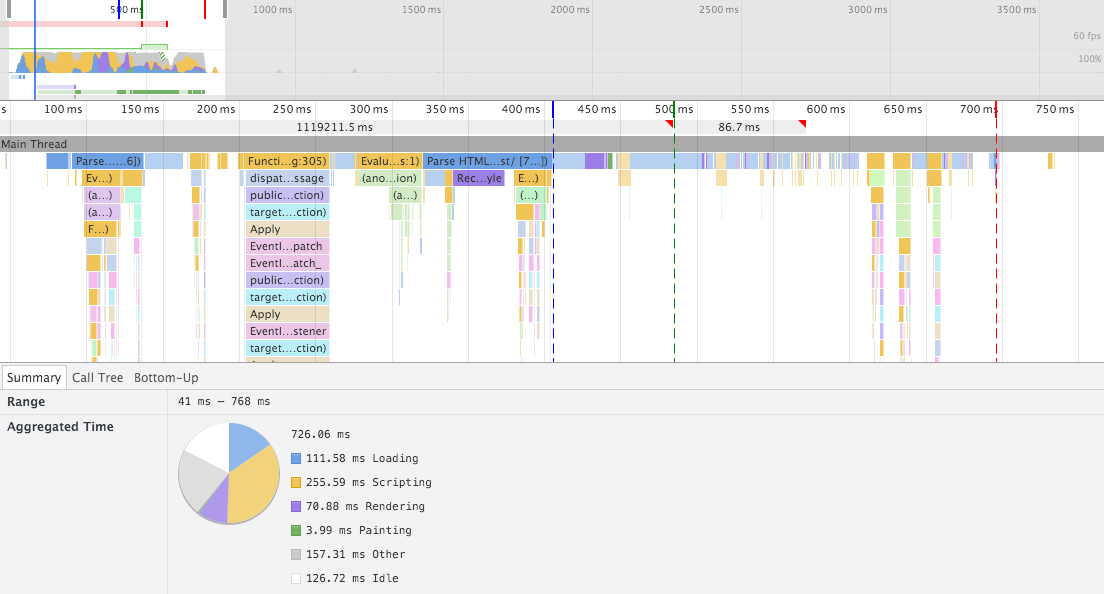 500 ms 1000 ms 1500 ms 2000 ms 2500 ms 3000 ms 3500 ms
60 fps
100%
s 100 ms 150 ms 200 ms 250 ms 300 ms 350 ms 400 ms 450 ms 500 ms 550 ms 600 ms 650 ms 700 ms 750 ms
1119211.5 ms 86.7 ms
Main Thread
Parse......6]) Functi...g:305) Evalu...s:1) Parse HTML...st/ [7...])
Ev...) dispat...ssage (ano...ion) Rec...yle E...)
(a...) public...ction) (a...) (...)
(a...) target....ction)
F...) Apply
EventI...patch
EventI...atch_
public...ction)
target....ction)
Apply
EventI...stener
target....ction)
Summary Call Tree Bottom-Up
Range 41 ms – 768 ms
Aggregated Time
726.06 ms
111.58 ms Loading
255.59 ms Scripting
70.88 ms Rendering
3.99 ms Painting
157.31 ms Other
126.72 ms Idle